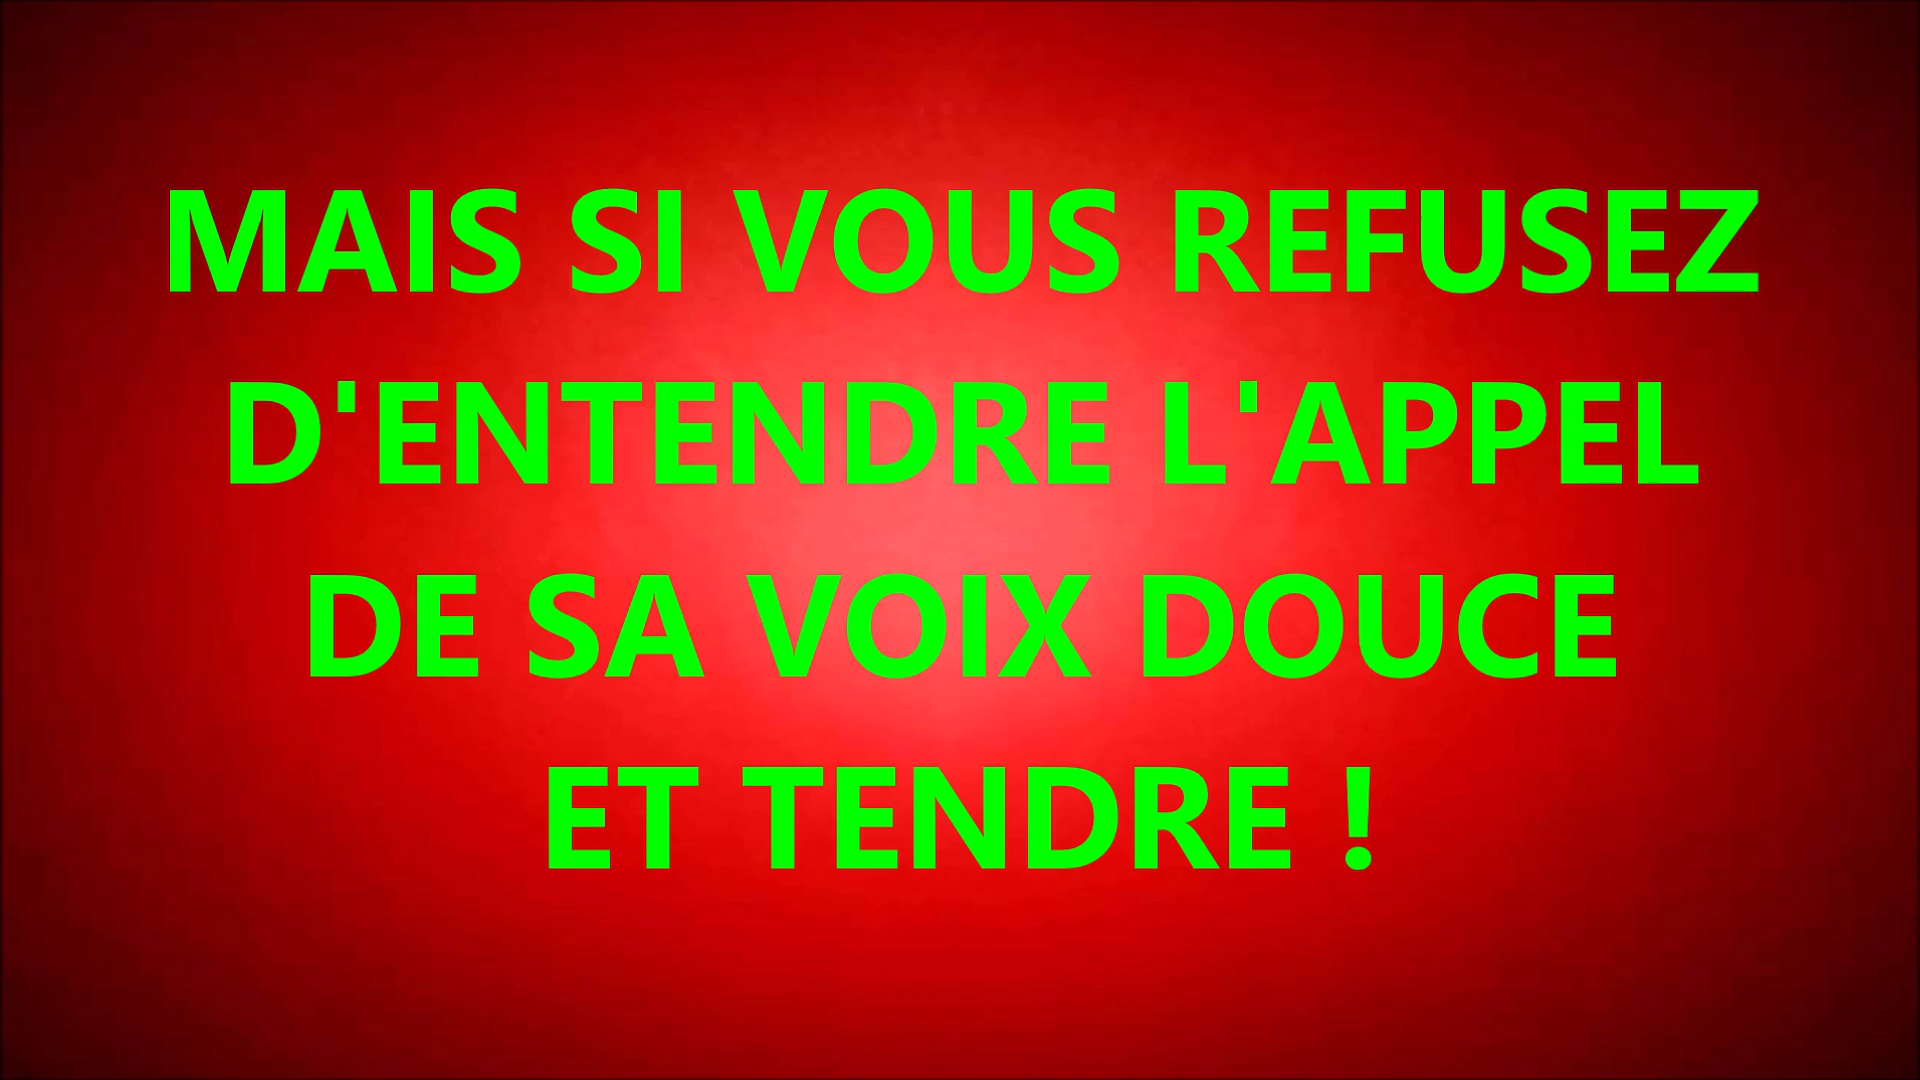 MAIS SI VOUS REFUSEZ
D'ENTENDRE L'APPEL
DE SA VOIX DOUCE
ET TENDRE !